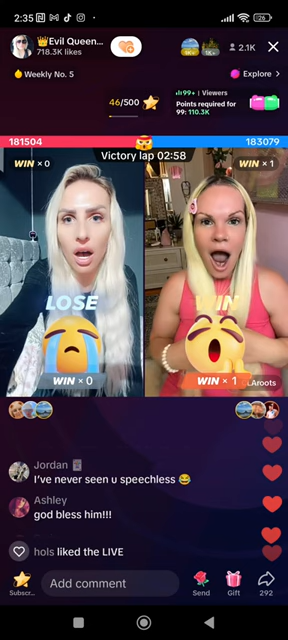 2:35
26
👑Evil Queen...
718.3K likes
2.1K
Weekly No. 5
Explore >
46/500
99+ | Viewers
Points required for
99: 110.3K
181504
183079
Victory lap 02:58
WIN × 0
WIN × 1
LOSE
WIN
WIN × 0
WIN × 1
LAroots
Jordan
I've never seen u speechless 😂
Ashley
god bless him!!!
hols liked the LIVE
Subscr...
Add comment
Send
Gift
292